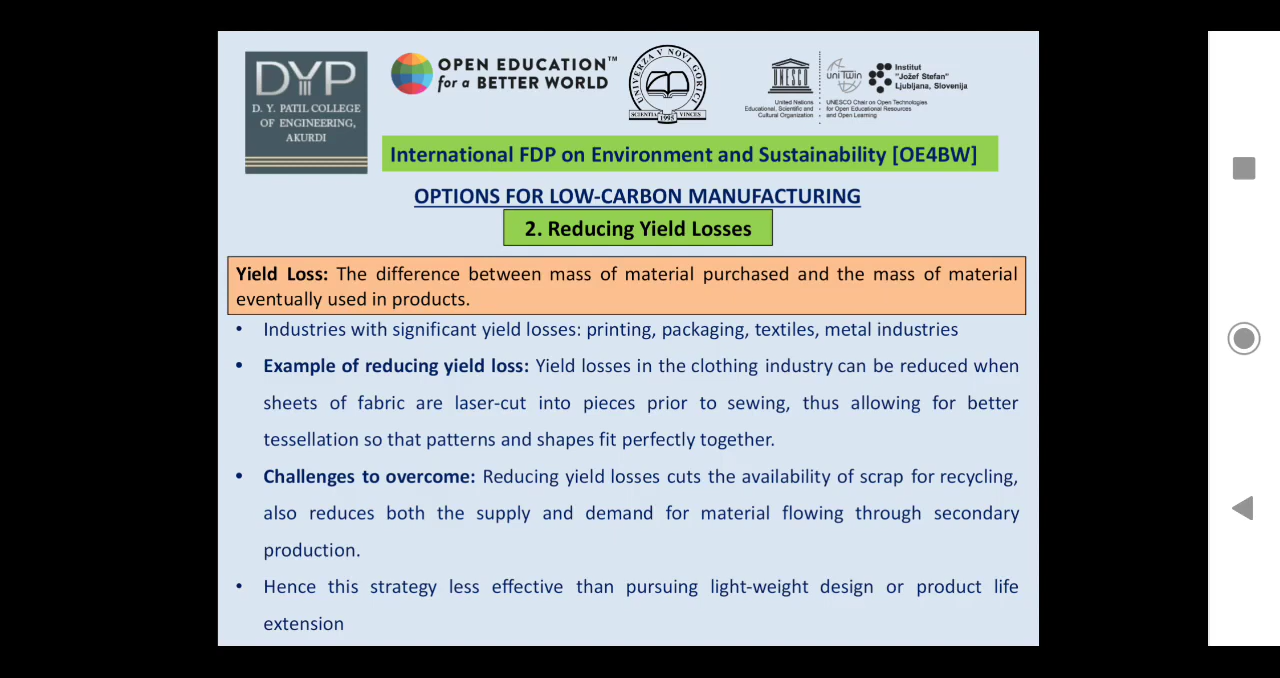 DYP
D. Y. PATIL COLLEGE
OF ENGINEERING,
AKURDI
OPEN EDUCATION™
for a BETTER WORLD
UNIVERZA V NOVI GORICI
SCIENTIA VINCES
1995
UNESCO
United Nations
Educational, Scientific and
Cultural Organization
uni Twin
UNESCO Chair on Open Technologies
for Open Educational Resources
and Open Learning
Institut
"Jožef Stefan"
Ljubljana, Slovenija
International FDP on Environment and Sustainability [OE4BW]
OPTIONS FOR LOW-CARBON MANUFACTURING
2. Reducing Yield Losses
Yield Loss: The difference between mass of material purchased and the mass of material
eventually used in products.
• Industries with significant yield losses: printing, packaging, textiles, metal industries
• Example of reducing yield loss: Yield losses in the clothing industry can be reduced when
sheets of fabric are laser-cut into pieces prior to sewing, thus allowing for better
tessellation so that patterns and shapes fit perfectly together.
• Challenges to overcome: Reducing yield losses cuts the availability of scrap for recycling,
also reduces both the supply and demand for material flowing through secondary
production.
• Hence this strategy less effective than pursuing light-weight design or product life
extension